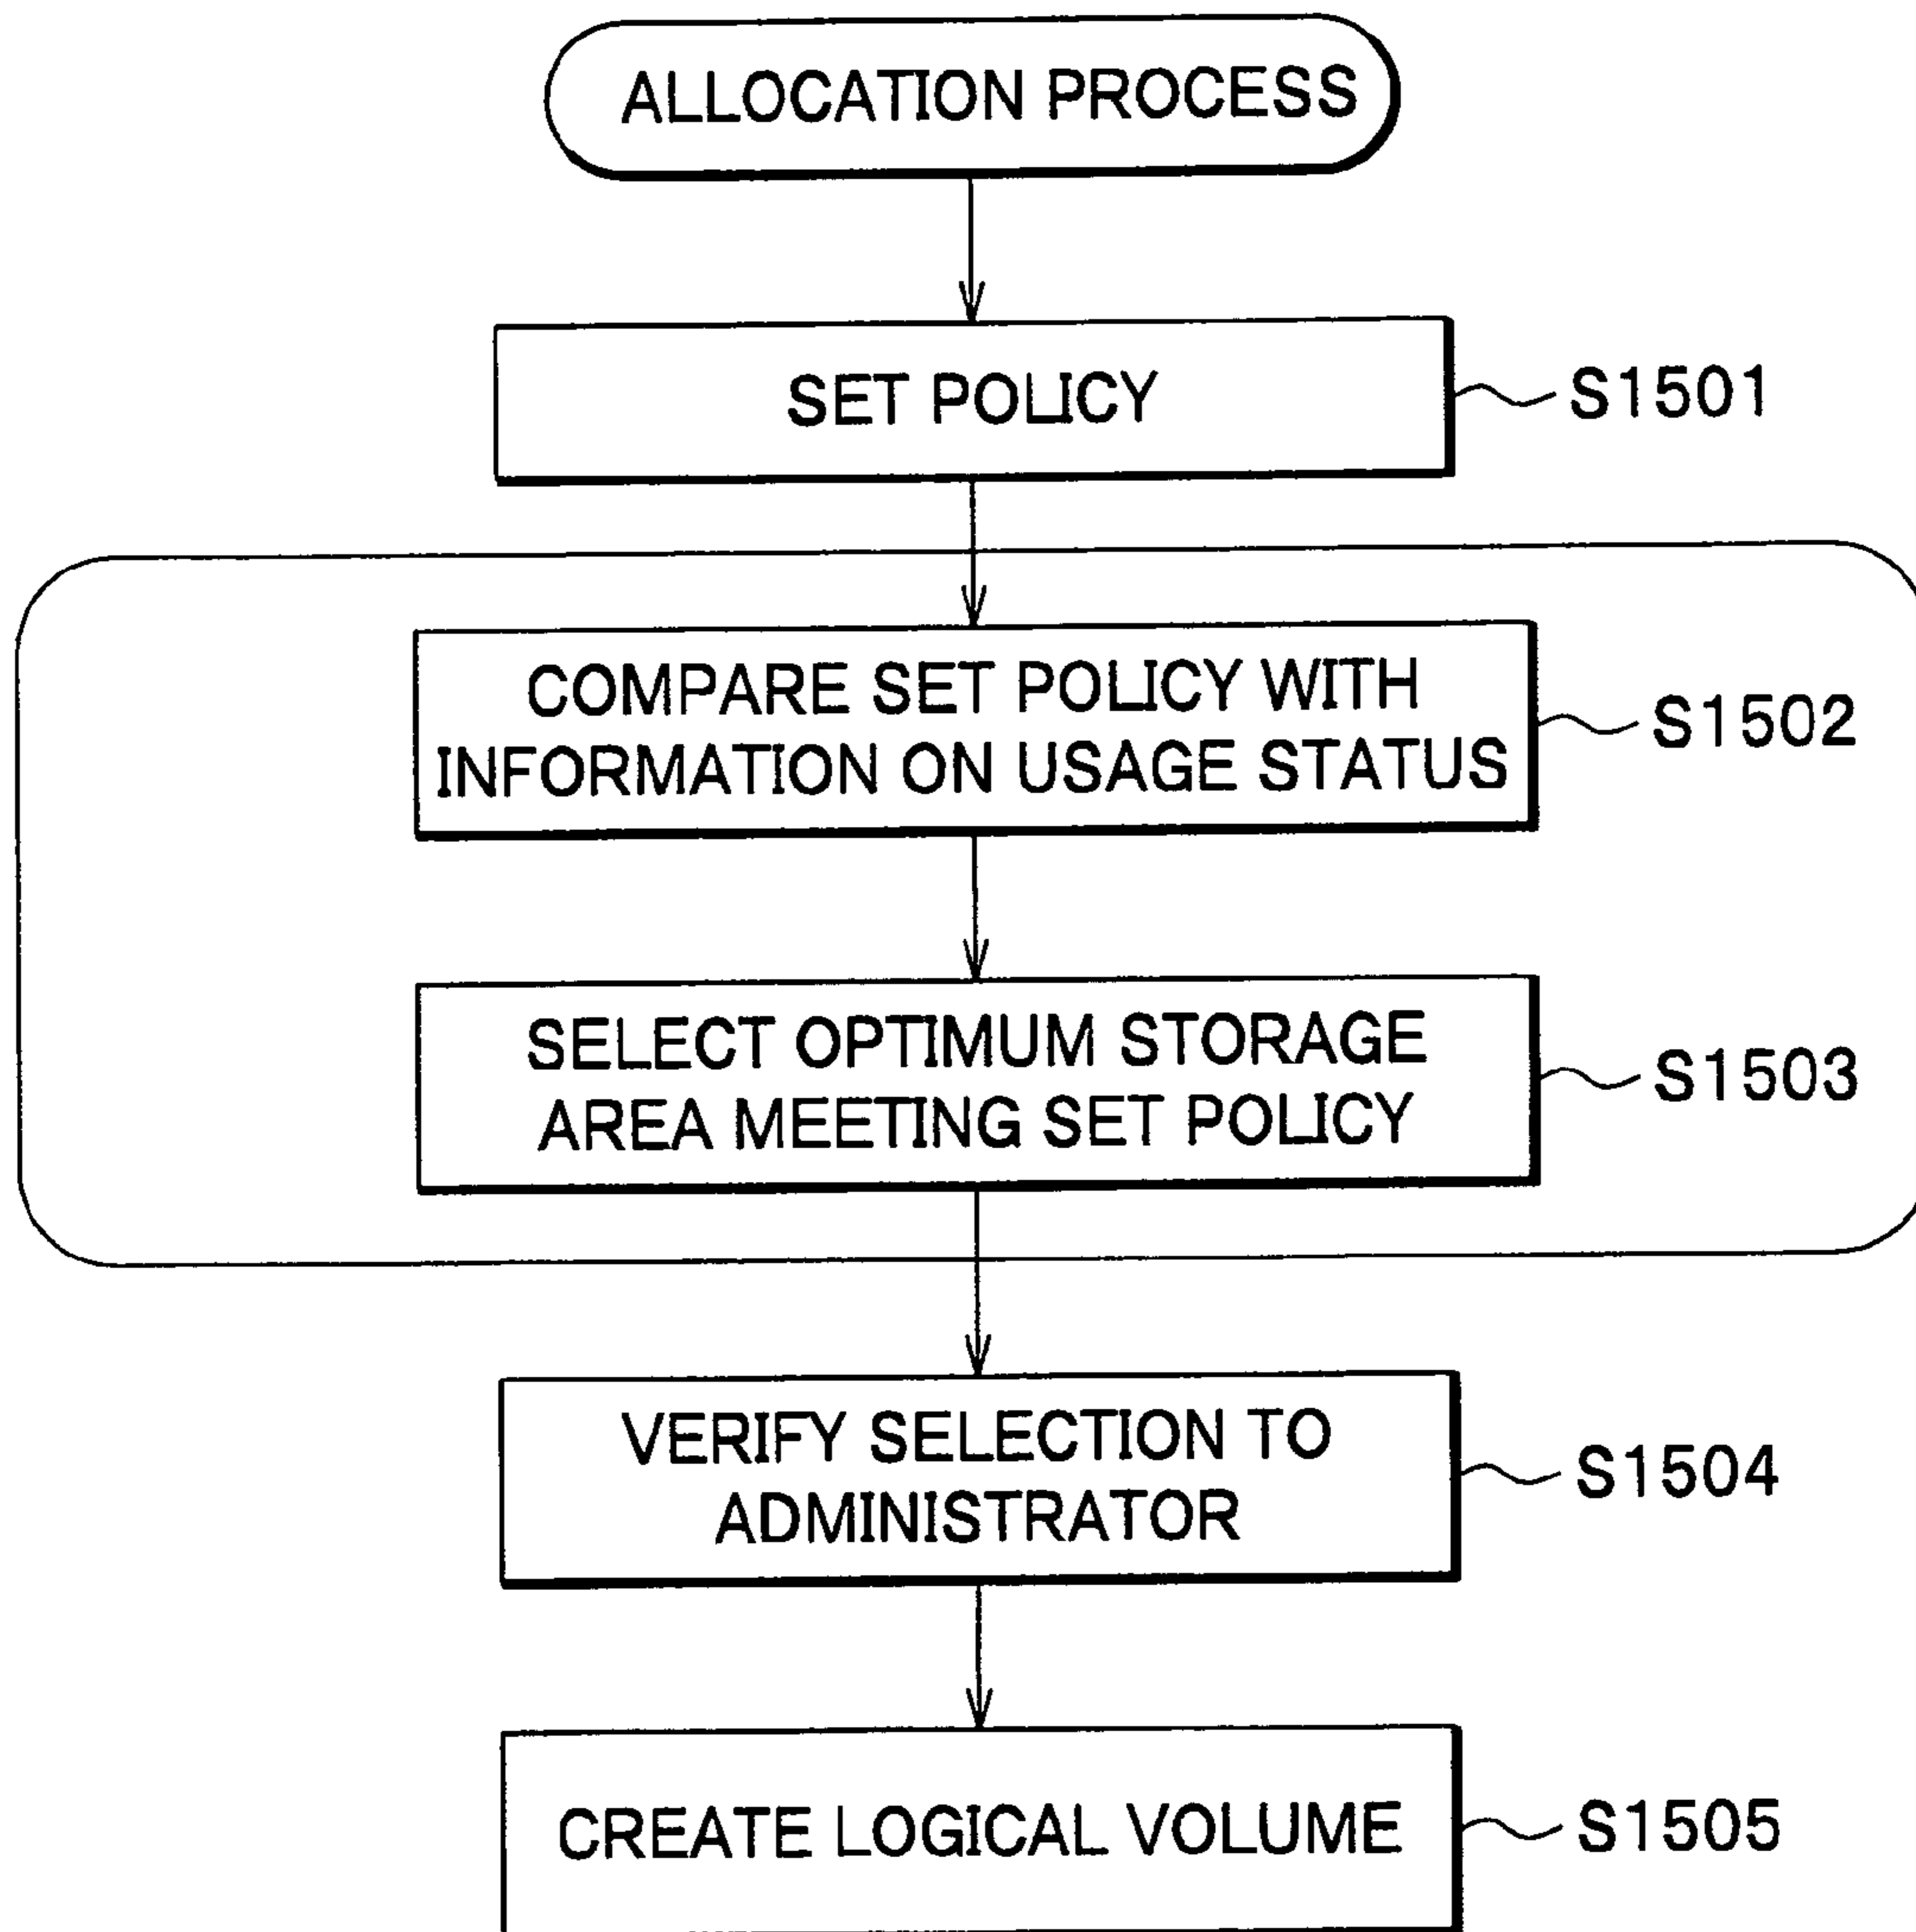 ALLOCATION PROCESS
SET POLICY
S1501
COMPARE SET POLICY WITH
INFORMATION ON USAGE STATUS
S1502
SELECT OPTIMUM STORAGE
AREA MEETING SET POLICY
S1503
VERIFY SELECTION TO
ADMINISTRATOR
S1504
CREATE LOGICAL VOLUME
S1505